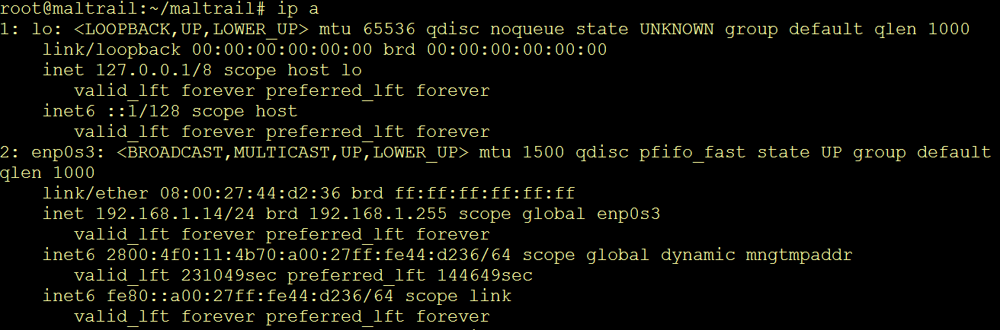 root@maltrail:~/maltrail# ip a
1: lo: <LOOPBACK,UP,LOWER_UP> mtu 65536 qdisc noqueue state UNKNOWN group default qlen 1000
    link/loopback 00:00:00:00:00:00 brd 00:00:00:00:00:00
    inet 127.0.0.1/8 scope host lo
       valid_lft forever preferred_lft forever
    inet6 ::1/128 scope host
       valid_lft forever preferred_lft forever
2: enp0s3: <BROADCAST,MULTICAST,UP,LOWER_UP> mtu 1500 qdisc pfifo_fast state UP group default
qlen 1000
    link/ether 08:00:27:44:d2:36 brd ff:ff:ff:ff:ff:ff
    inet 192.168.1.14/24 brd 192.168.1.255 scope global enp0s3
       valid_lft forever preferred_lft forever
    inet6 2800:4f0:11:4b70:a00:27ff:fe44:d236/64 scope global dynamic mngtmpaddr
       valid_lft 231049sec preferred_lft 144649sec
    inet6 fe80::a00:27ff:fe44:d236/64 scope link
       valid_lft forever preferred_lft forever